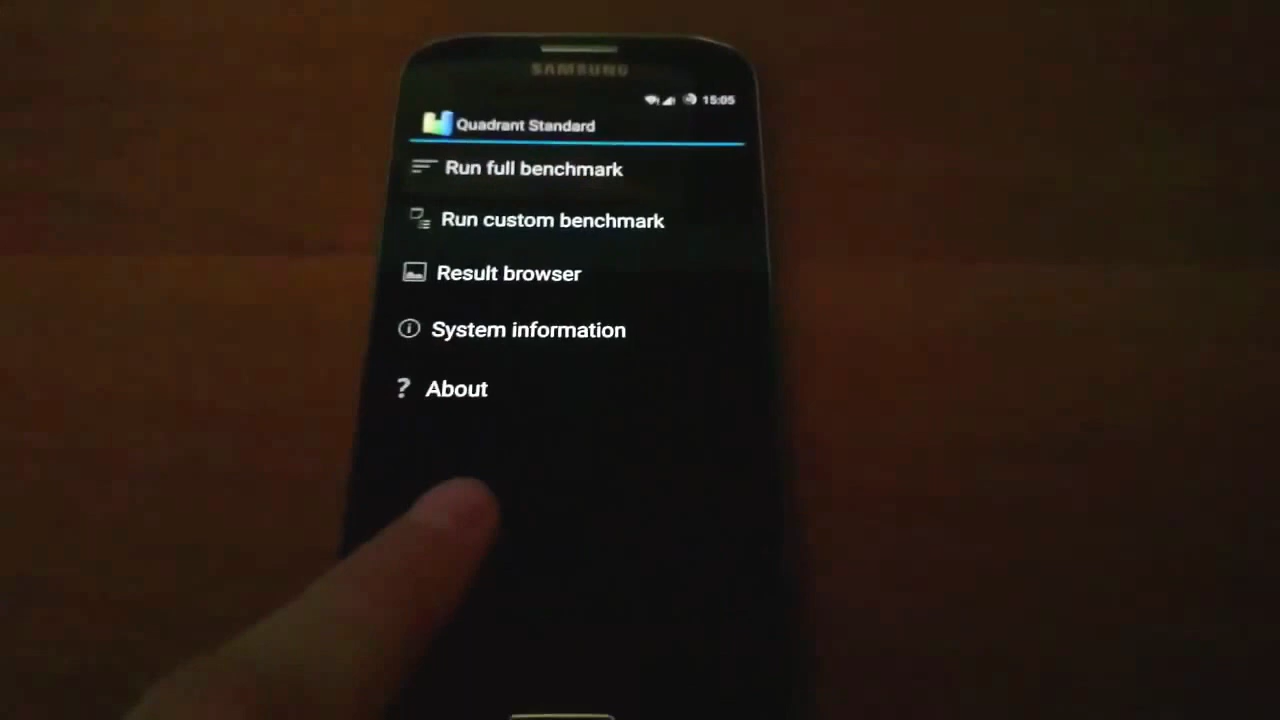 SAMSUNG
15:05
Quadrant Standard
Run full benchmark
Run custom benchmark
Result browser
System information
? About